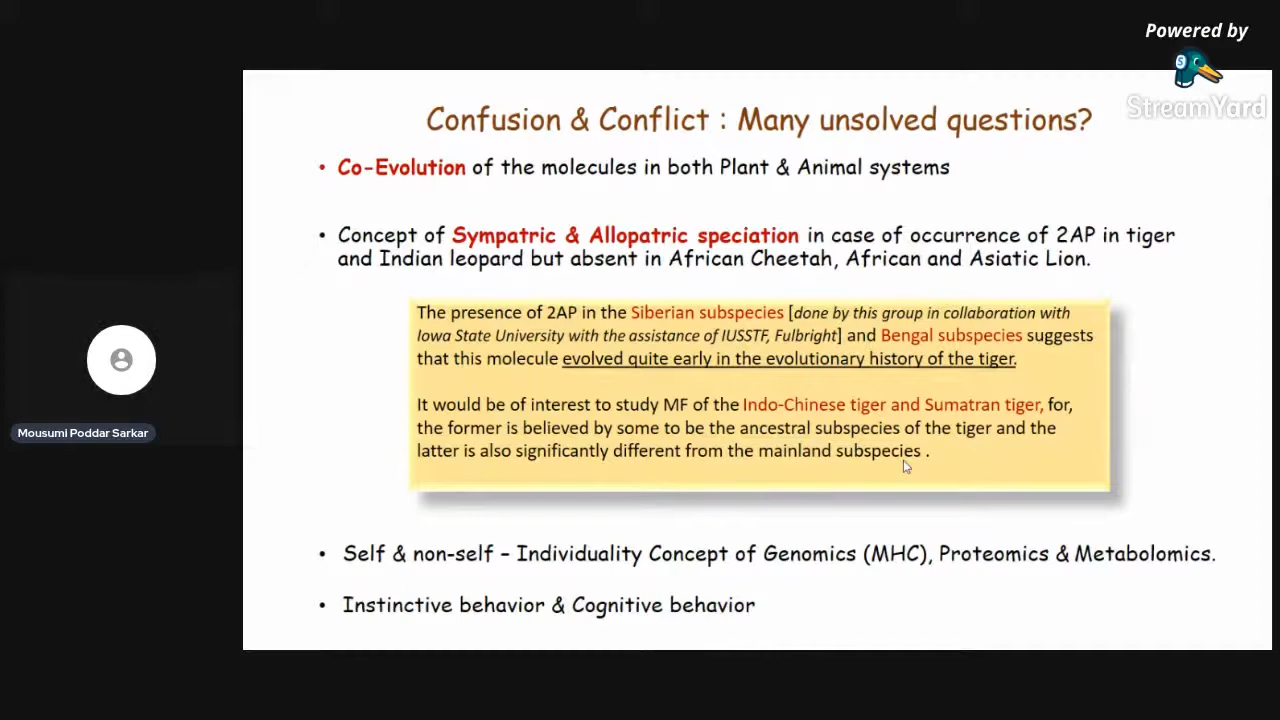 Powered by
StreamYard
Confusion & Conflict : Many unsolved questions?
• Co-Evolution of the molecules in both Plant & Animal systems
• Concept of Sympatric & Allopatric speciation in case of occurrence of 2AP in tiger
and Indian leopard but absent in African Cheetah, African and Asiatic Lion.
The presence of 2AP in the Siberian subspecies [done by this group in collaboration with
Iowa State University with the assistance of IUSSTF, Fulbright] and Bengal subspecies suggests
that this molecule evolved quite early in the evolutionary history of the tiger.
It would be of interest to study MF of the Indo-Chinese tiger and Sumatran tiger, for,
the former is believed by some to be the ancestral subspecies of the tiger and the
latter is also significantly different from the mainland subspecies .
Mousumi Poddar Sarkar
• Self & non-self – Individuality Concept of Genomics (MHC), Proteomics & Metabolomics.
• Instinctive behavior & Cognitive behavior